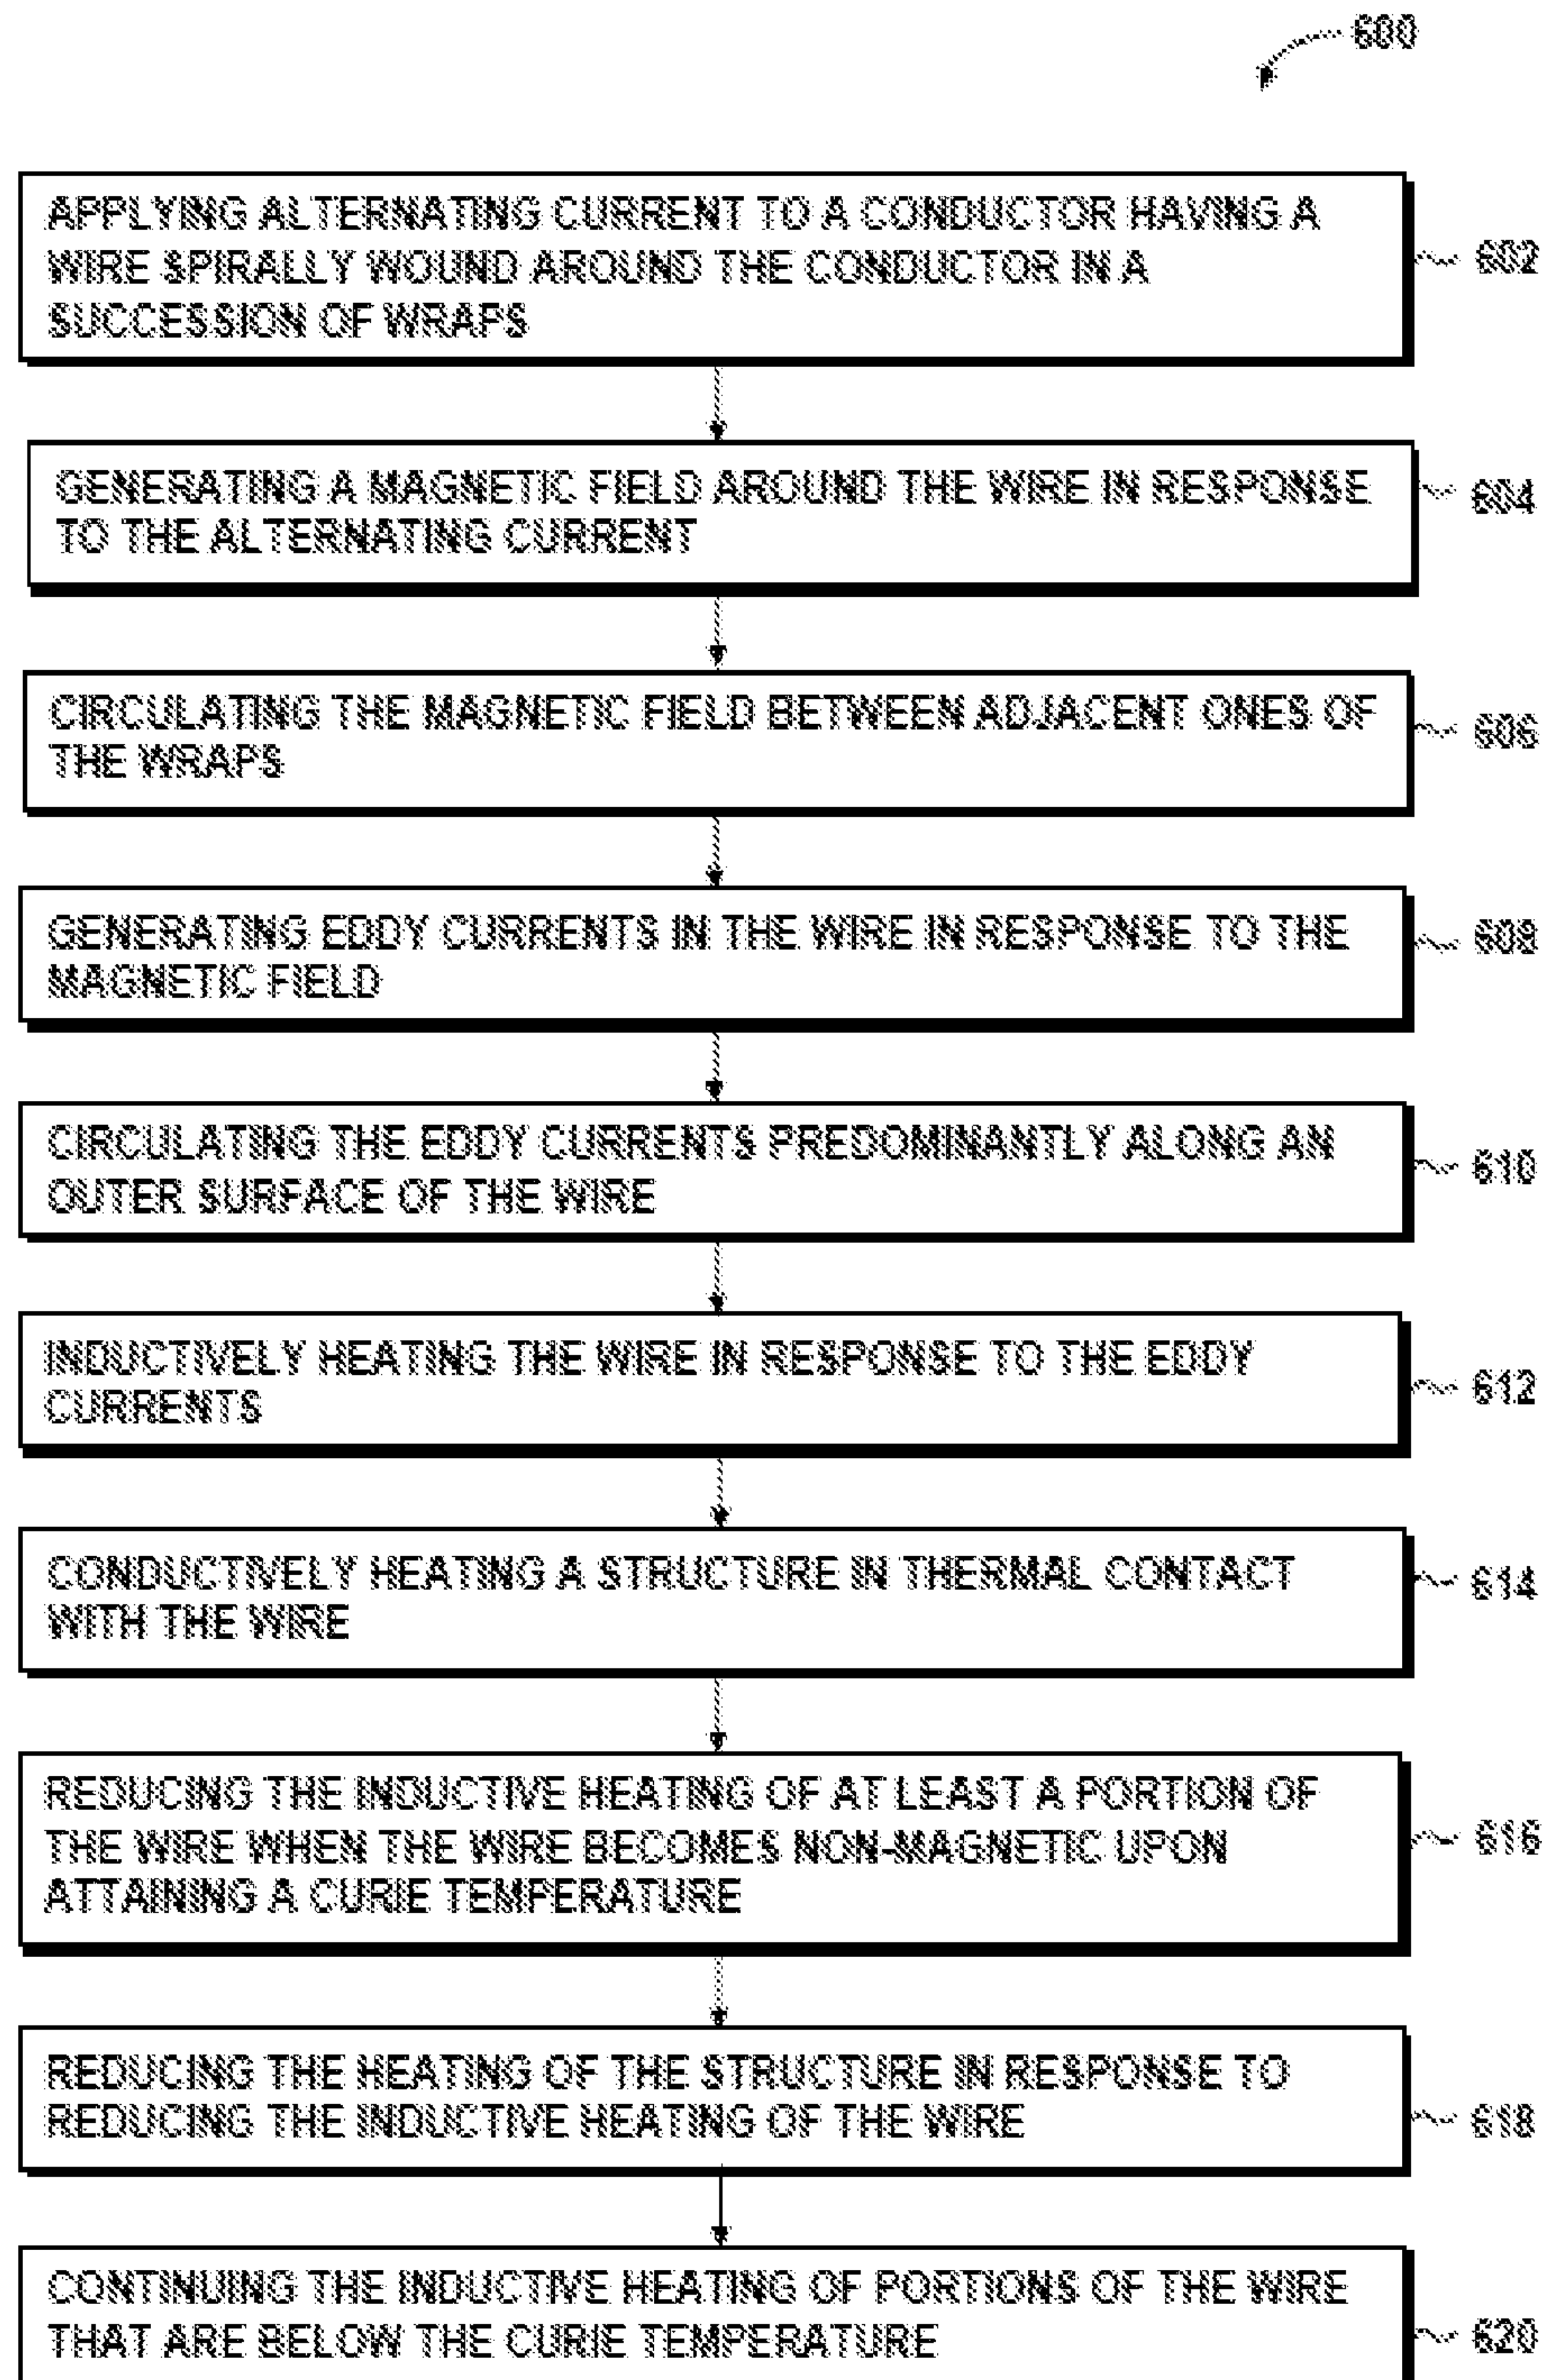 600
APPLYING ALTERNATING CURRENT TO A CONDUCTOR HAVING A
WIRE SPIRALLY WOUND AROUND THE CONDUCTOR IN A
SUCCESSION OF WRAPS
602
GENERATING A MAGNETIC FIELD AROUND THE WIRE IN RESPONSE
TO THE ALTERNATING CURRENT
604
CIRCULATING THE MAGNETIC FIELD BETWEEN ADJACENT ONES OF
THE WRAPS
606
GENERATING EDDY CURRENTS IN THE WIRE IN RESPONSE TO THE
MAGNETIC FIELD
608
CIRCULATING THE EDDY CURRENTS PREDOMINANTLY ALONG AN
OUTER SURFACE OF THE WIRE
610
INDUCTIVELY HEATING THE WIRE IN RESPONSE TO THE EDDY
CURRENTS
612
CONDUCTIVELY HEATING A STRUCTURE IN THERMAL CONTACT
WITH THE WIRE
614
REDUCING THE INDUCTIVE HEATING OF AT LEAST A PORTION OF
THE WIRE WHEN THE WIRE BECOMES NON-MAGNETIC UPON
ATTAINING A CURIE TEMPERATURE
616
REDUCING THE HEATING OF THE STRUCTURE IN RESPONSE TO
REDUCING THE INDUCTIVE HEATING OF THE WIRE
618
CONTINUING THE INDUCTIVE HEATING OF PORTIONS OF THE WIRE
THAT ARE BELOW THE CURIE TEMPERATURE
620